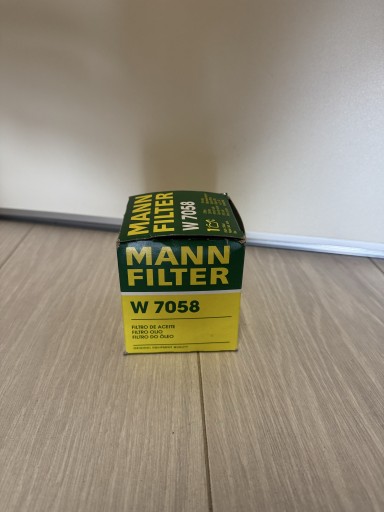 MANN
FILTER
W 7058
MANN
FILTER
W 7058
FILTRO DE ACEITE
FILTRO OLIO
FILTRO DO ÓLEO